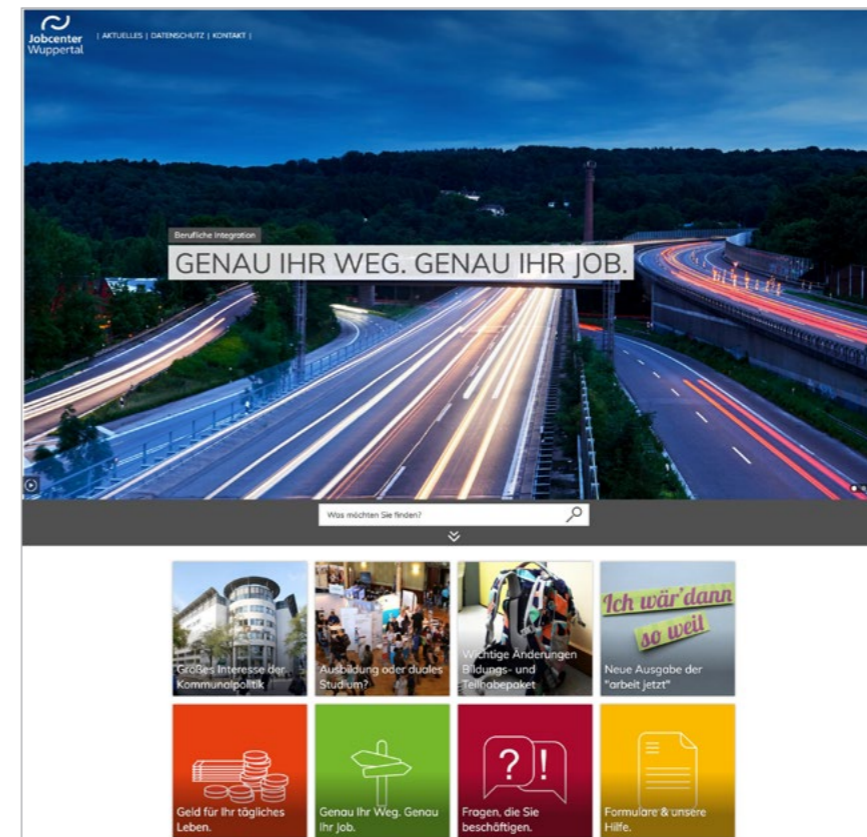 Jobcenter
Wuppertal
| AKTUELLES | DATENSCHUTZ | KONTAKT |
Berufliche Integration
GENAU IHR WEG. GENAU IHR JOB.
Was möchten Sie finden?
Großes Interesse der
Kommunalpolitik
Ausbildung oder duales
Studium?
Wichtige Änderungen
Bildungs- und
Teilhabepaket
Ich wär'dann
so weit
Neue Ausgabe der
"arbeit jetzt"
Geld für Ihr tägliches
Leben.
Genau Ihr Weg. Genau
Ihr Job.
?!
Fragen, die Sie
beschäftigen.
Formulare & unsere
Hilfe.